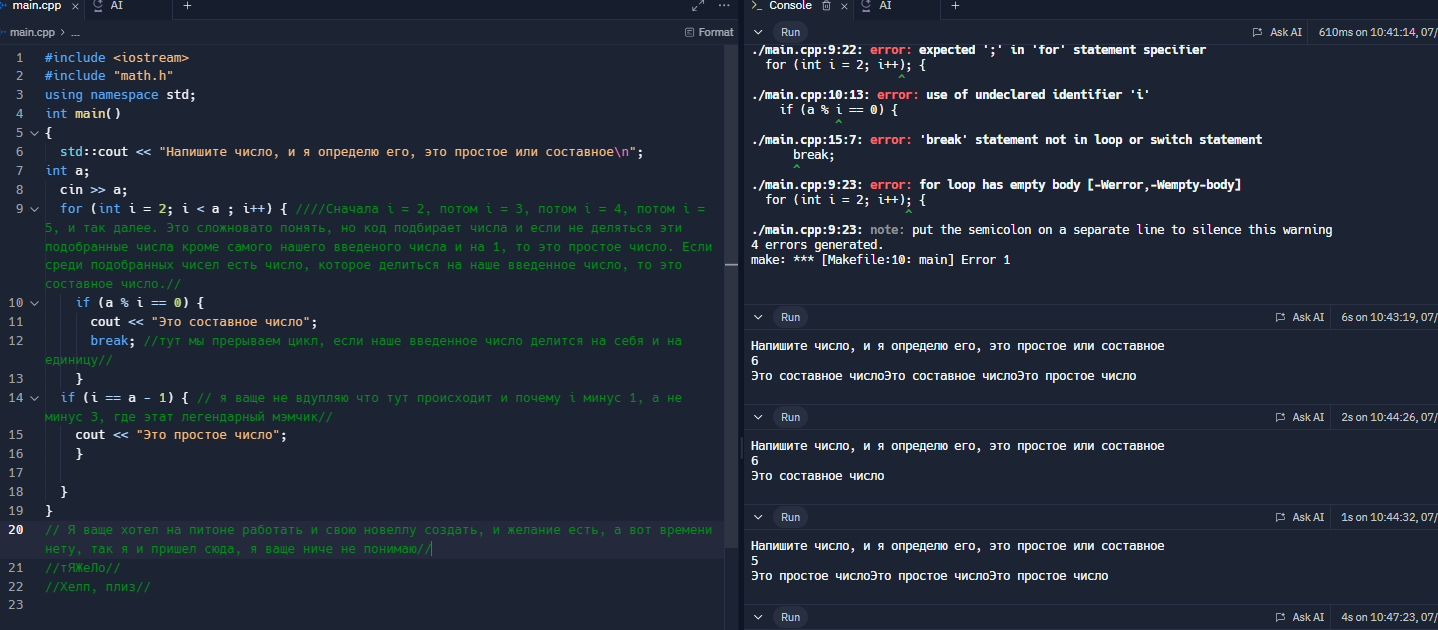 main.cpp × AI +
main.cpp > ...
Format
1 #include <iostream>
2 #include "math.h"
3 using namespace std;
4 int main()
5 {
6 std::cout << "Напишите число, и я определю его, это простое или составное\n";
7 int a;
8 cin >> a;
9 for (int i = 2; i < a ; i++) { ////Сначала i = 2, потом i = 3, потом i = 4, потом i =
5, и так далее. Это сложновато понять, но код подбирает числа и если не деляться эти
подобранные числа кроме самого нашего введеного числа и на 1, то это простое число. Если
среди подобранных чисел есть число, которое делиться на наше введенное число, то это
составное число.//
10 if (a % i == 0) {
11 cout << "Это составное число";
12 break; //тут мы прерываем цикл, если наше введенное число делится на себя и на
единицу//
13 }
14 if (i == a - 1) { // я ваще не вдупляю что тут происходит и почему i минус 1, а не
минус 3, где этат легендарный мэмчик//
15 cout << "Это простое число";
16 }
17
18 }
19 }
20 // Я ваще хотел на питоне работать и свою новеллу создать, и желание есть, а вот времени
нету, так я и пришел сюда, я ваще ниче не понимаю//
21 //тЯЖеЛо//
22 //Хелп, плиз//
23
Console × AI +
Run Ask AI 610ms on 10:41:14, 07/
./main.cpp:9:22: error: expected ';' in 'for' statement specifier
for (int i = 2; i++); {
^
./main.cpp:10:13: error: use of undeclared identifier 'i'
if (a % i == 0) {
^
./main.cpp:15:7: error: 'break' statement not in loop or switch statement
break;
^
./main.cpp:9:23: error: for loop has empty body [-Werror,-Wempty-body]
for (int i = 2; i++); {
^
./main.cpp:9:23: note: put the semicolon on a separate line to silence this warning
4 errors generated.
make: *** [Makefile:10: main] Error 1
Run Ask AI 6s on 10:43:19, 07/
Напишите число, и я определю его, это простое или составное
6
Это составное числоЭто составное числоЭто простое число
Run Ask AI 2s on 10:44:26, 07/
Напишите число, и я определю его, это простое или составное
6
Это составное число
Run Ask AI 1s on 10:44:32, 07/
Напишите число, и я определю его, это простое или составное
5
Это простое числоЭто простое числоЭто простое число
Run Ask AI 4s on 10:47:23, 07/